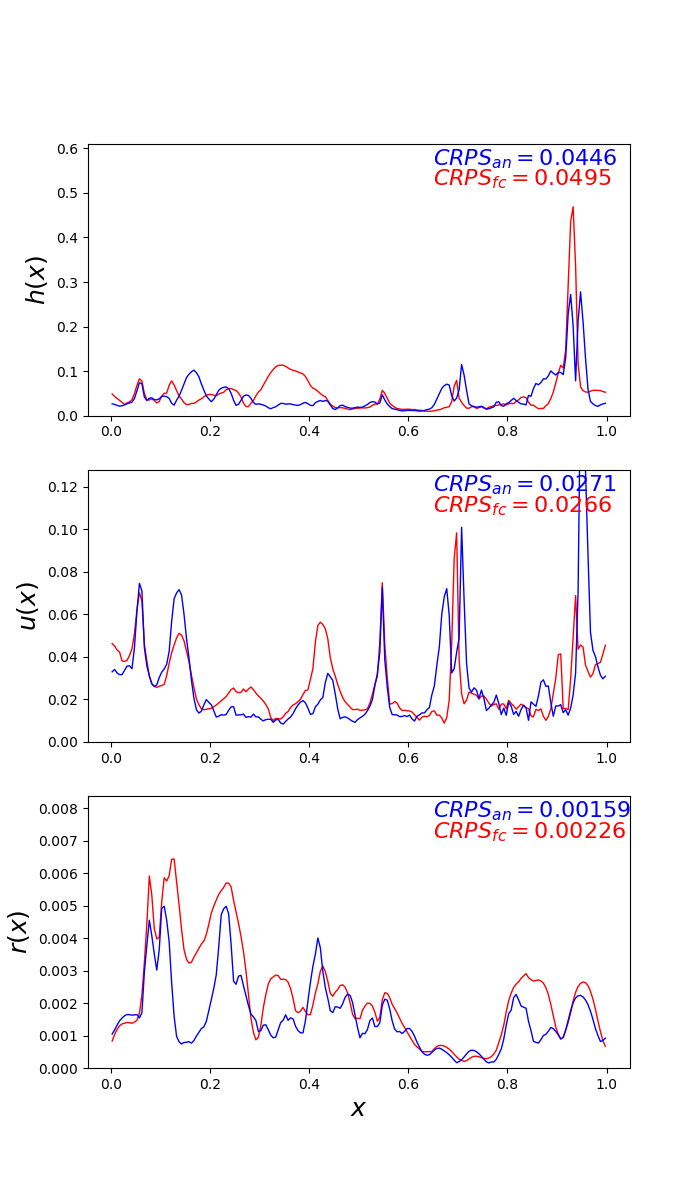 CRPS_an = 0.0446
CRPS_fc = 0.0495
0.6
0.5
0.4
0.3
0.2
0.1
0.0
h(x)
0.0 0.2 0.4 0.6 0.8 1.0
CRPS_an = 0.0271
CRPS_fc = 0.0266
0.12
0.10
0.08
0.06
0.04
0.02
0.00
u(x)
0.0 0.2 0.4 0.6 0.8 1.0
CRPS_an = 0.00159
CRPS_fc = 0.00226
0.008
0.007
0.006
0.005
0.004
0.003
0.002
0.001
0.000
r(x)
0.0 0.2 0.4 0.6 0.8 1.0
x